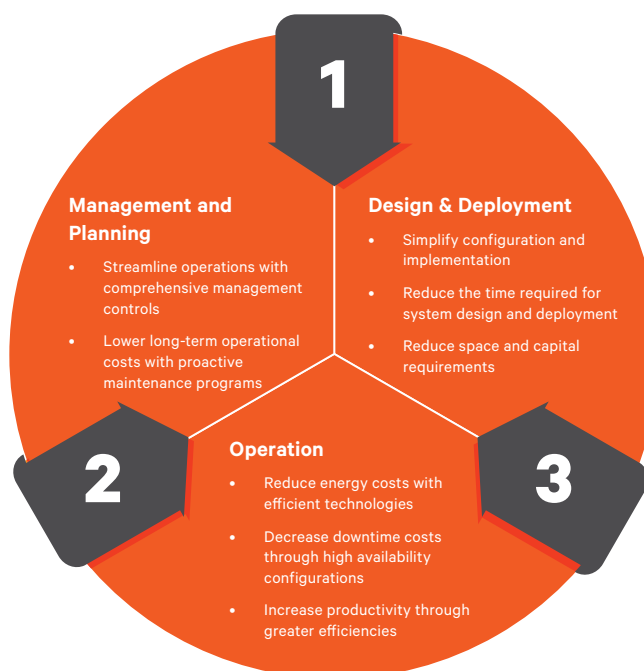 1
Management and
Planning
• Streamline operations with
comprehensive management
controls
• Lower long-term operational
costs with proactive
maintenance programs
Design & Deployment
• Simplify configuration and
implementation
• Reduce the time required for
system design and deployment
• Reduce space and capital
requirements
2
Operation
• Reduce energy costs with
efficient technologies
• Decrease downtime costs
through high availability
configurations
• Increase productivity through
greater efficiencies
3